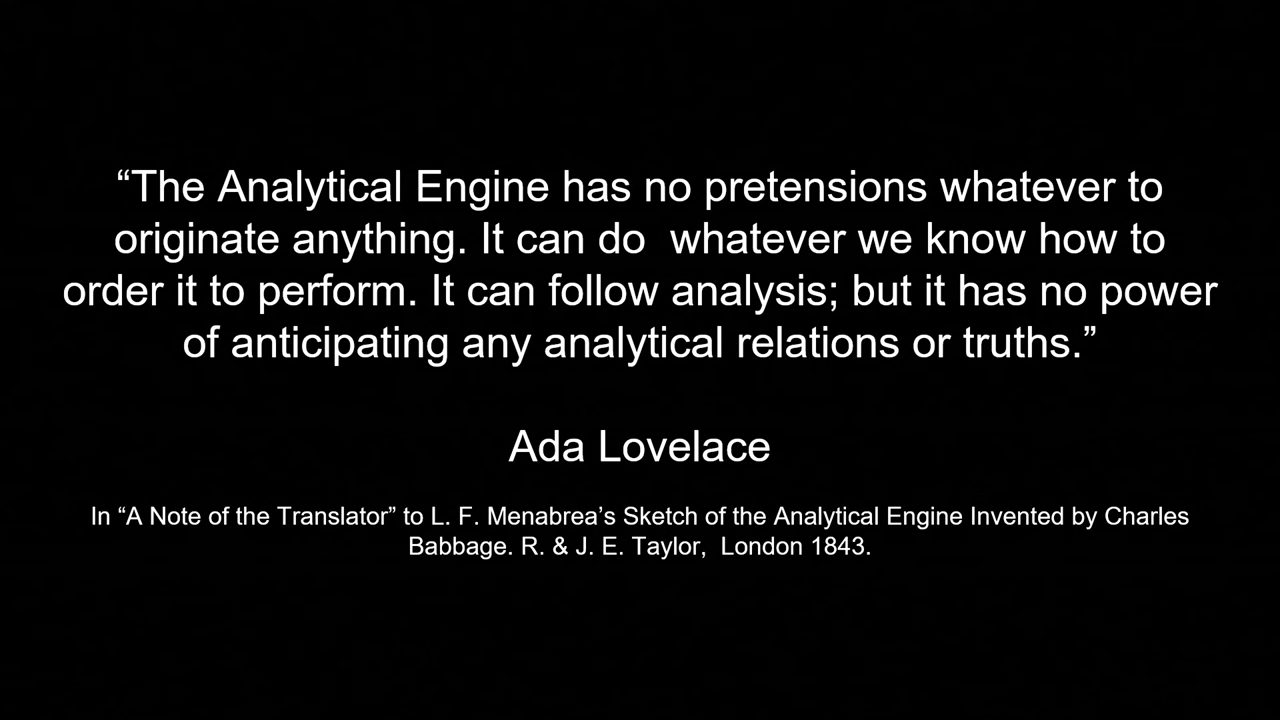 “The Analytical Engine has no pretensions whatever to
originate anything. It can do  whatever we know how to
order it to perform. It can follow analysis; but it has no power
of anticipating any analytical relations or truths.”
Ada Lovelace
In “A Note of the Translator” to L. F. Menabrea’s Sketch of the Analytical Engine Invented by Charles
Babbage. R. & J. E. Taylor,  London 1843.